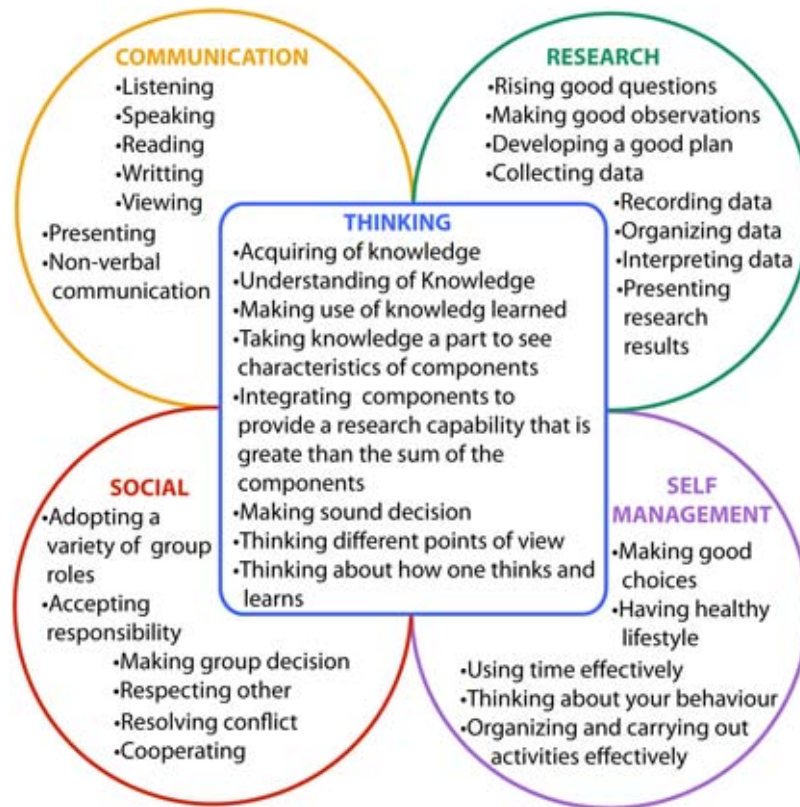 COMMUNICATION
•Listening
•Speaking
•Reading
•Writting
•Viewing
•Presenting
•Non-verbal
communication
RESEARCH
•Rising good questions
•Making good observations
•Developing a good plan
•Collecting data
•Recording data
•Organizing data
•Interpreting data
•Presenting
research
results
THINKING
•Acquiring of knowledge
•Understanding of Knowledge
•Making use of knowledg learned
•Taking knowledge a part to see
characteristics of components
•Integrating components to
provide a research capability that is
greate than the sum of the
components
•Making sound decision
•Thinking different points of view
•Thinking about how one thinks and
learns
SOCIAL
•Adopting a
variety of group
roles
•Accepting
responsibility
•Making group decision
•Respecting other
•Resolving conflict
•Cooperating
SELF
MANAGEMENT
•Making good
choices
•Having healthy
lifestyle
•Using time effectively
•Thinking about your behaviour
•Organizing and carrying out
activities effectively